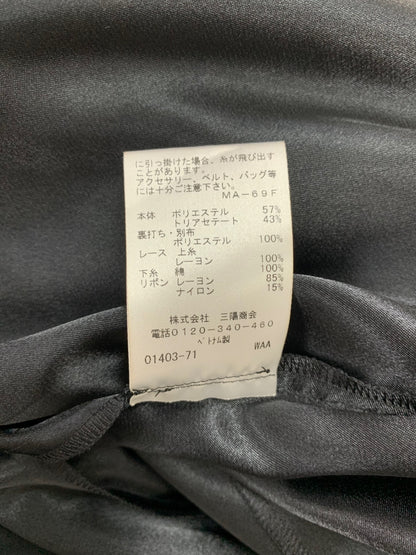 に引っ掛けた場合、糸が飛び出す
ことがあります。
アクセサリー、ベルト、バッグ等
には十分ご注意下さい。
MA-69F
本体 ポリエステル 57%
トリアセテート 43%
裏打ち・別布
ポリエステル 100%
レース 上糸
レーヨン 100%
下糸 綿 100%
リボン レーヨン 85%
ナイロン 15%
株式会社 三陽商会
電話0120-340-460
ベトナム製
01403-71 WAA